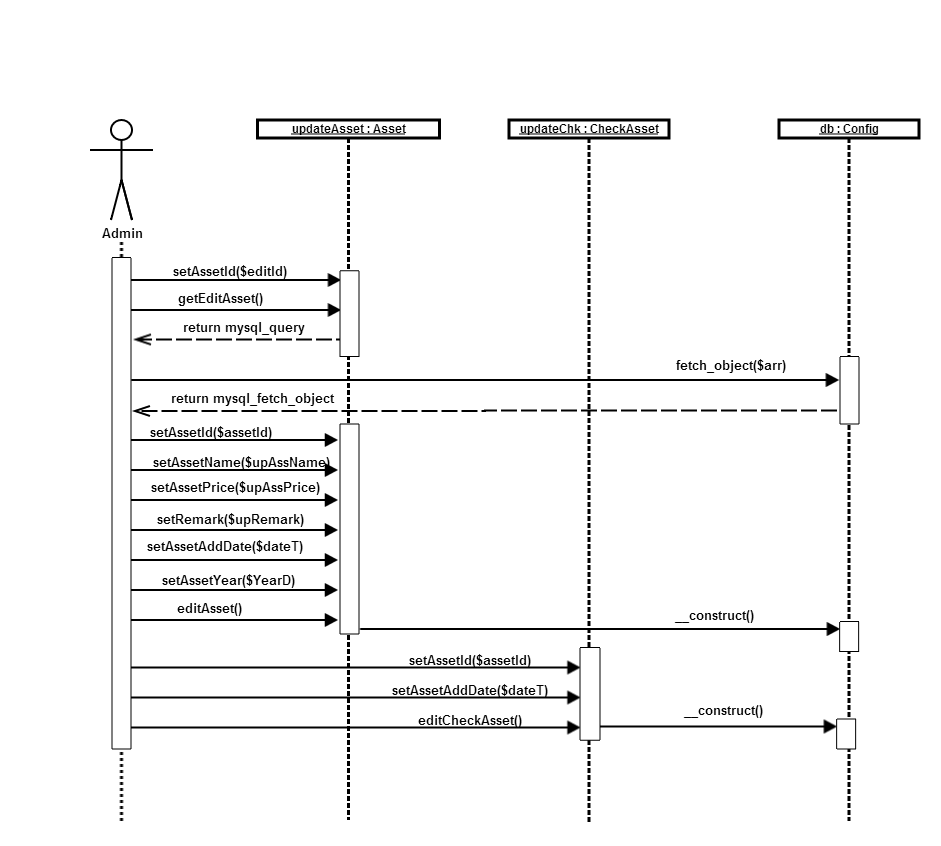 updateAsset : Asset
updateChk : CheckAsset
db : Config
Admin
setAssetId($editId)
getEditAsset()
return mysql_query
fetch_object($arr)
return mysql_fetch_object
setAssetId($assetId)
setAssetName($upAssName)
setAssetPrice($upAssPrice)
setRemark($upRemark)
setAssetAddDate($dateT)
setAssetYear($YearD)
editAsset()
__construct()
setAssetId($assetId)
setAssetAddDate($dateT)
editCheckAsset()
__construct()